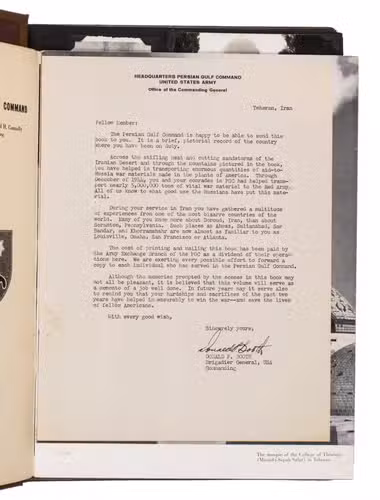 COMMAND
H. Connolly
HEADQUARTERS PERSIAN GULF COMMAND
UNITED STATES ARMY
Office of the Commanding General
Teheran, Iran
Fellow Member:
The Persian Gulf Command is happy to be able to send this
book to you. It is a brief, pictorial record of the country
where you have been on duty.
Across the stifling heat and cutting sandstorms of the
Iranian Desert and through the mountains pictured in the book,
you have helped in transporting enormous quantities of aid-to-
Russia war materials made in the plants of America. Through
December of 1944, you and your comrades in PGC had helped trans-
port nearly 5,000,000 tons of vital war material to the Red Army.
All of us know to what good use the Russians have put this mat-
erial.
During your service in Iran you have gathered a multitude
of experiences from one of the most bizarre countries of the
world. Many of you know more about Dorud, Iran, than about
Scranton, Pennsylvania. Such places as Ahwaz, Sultanabad, San
Bandar, and Khorramshahr are now almost as familiar to you as
Louisville, Omaha, San Francisco or Atlanta.
The cost of printing and mailing this book has been paid by
the Army Exchange Branch of the PGC as a dividend of their opera-
tions here. We are exerting every possible effort to forward a
copy to each individual who has served in the Persian Gulf Command.
Although the memories prompted by the scenes in this book may
not all be pleasant, it is believed that this volume will serve as
a memento of a job well done. In future years may it serve also
to remind you that your hardships and sacrifices of the past two
years have helped in securely to win the war—and save the lives
of fellow Americans.
With every good wish,
Sincerely yours,
Donald P. Booth
DONALD P. BOOTH
Brigadier General, USA
Commanding
The mosque of the College of Theology
(Masjed-i-Sepah Salar) in Teheran